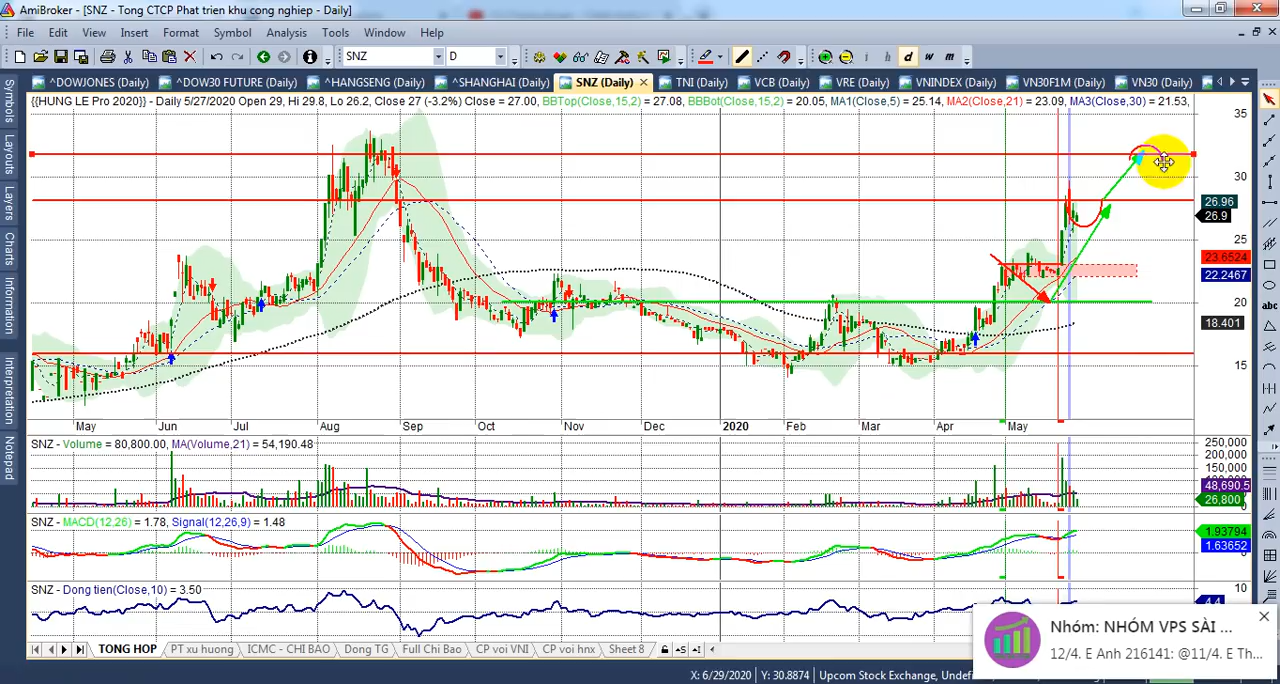 AmiBroker - [SNZ - Tong CTCP Phat trien khu cong nghiep - Daily]
File Edit View Insert Format Symbol Analysis Tools Window Help
SNZ D h d w m
^DOWJONES (Daily) ^DOW30 FUTURE (Daily) ^HANGSENG (Daily) ^SHANGHAI (Daily) SNZ (Daily) TNI (Daily) VCB (Daily) VRE (Daily) VNINDEX (Daily) VN30F1M (Daily) VN30 (Daily)
Symbols
Layouts
Layers
Charts
Information
Interpretation
Notepad
{{HUNG LE Pro 2020}} - Daily 5/27/2020 Open 29, Hi 29.8, Lo 26.2, Close 27 (-3.2%) Close = 27.00, BBTop(Close,15,2) = 27.08, BBBot(Close,15,2) = 20.05, MA1(Close,5) = 25.14, MA2(Close,21) = 23.09, MA3(Close,30) = 21.53,
35
30
26.96
26.9
25
23.6524
22.2467
20
18.401
15
May Jun Jul Aug Sep Oct Nov Dec 2020 Feb Mar Apr May
SNZ - Volume = 80,800.00, MA(Volume,21) = 54,190.48
250,000
200,000
150,000
100,000
48,690.5
26,800
SNZ - MACD(12,26) = 1.78, Signal(12,26,9) = 1.48
1.93794
1.63652
0
SNZ - Dong tien(Close,10) = 3.50
10
4.4
abc
TONG HOP PT xu hung ICMC - CHI BAO Dong TG Full Chi Bao CP voi VNI CP voi hnx Sheet 8
Nhóm: NHÓM VPS SÀI ...
12/4. E Anh 216141: @11/4. E Th...
X: 6/29/2020 Y: 30.8874 Upcom Stock Exchange, Undefi